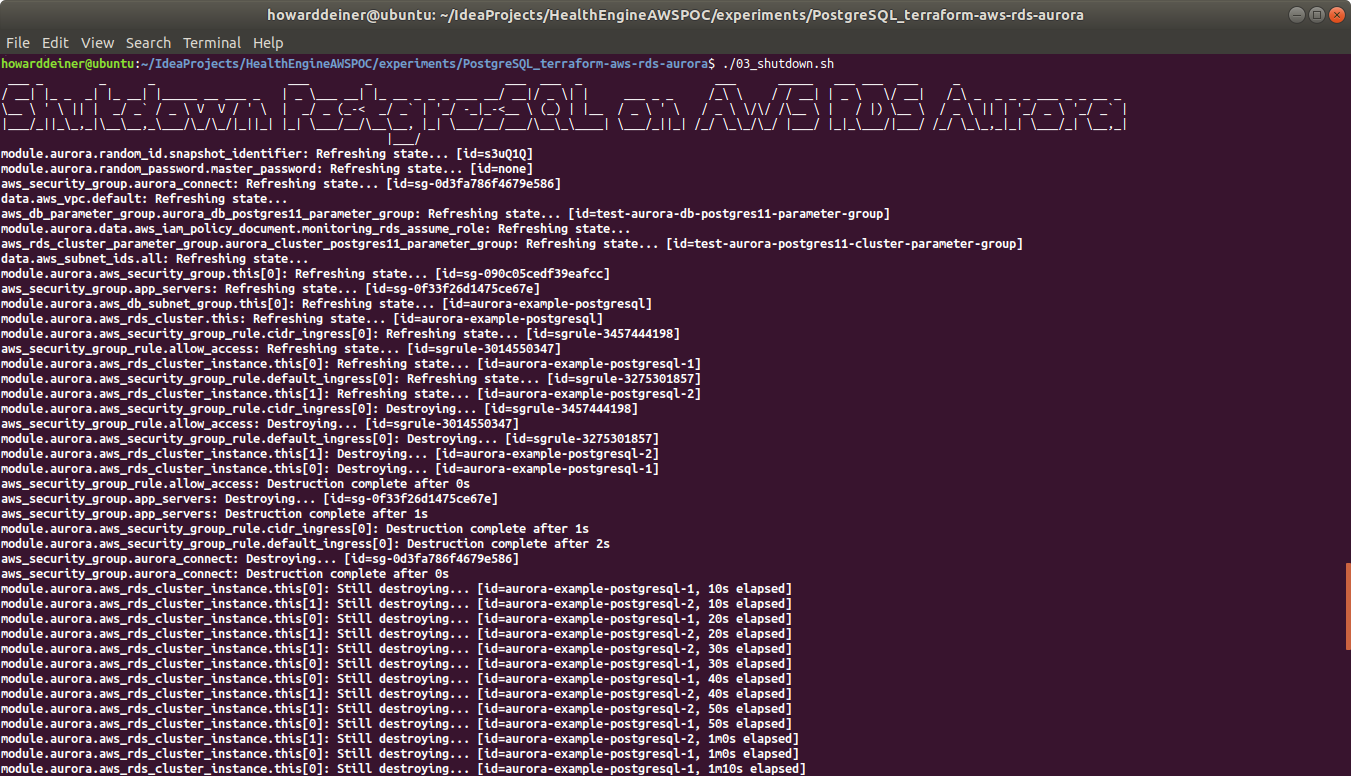 howarddeiner@ubuntu: ~/IdeaProjects/HealthEngineAWSPOC/experiments/PostgreSQL_terraform-aws-rds-aurora
File Edit View Search Terminal Help
howarddeiner@ubuntu:~/IdeaProjects/HealthEngineAWSPOC/experiments/PostgreSQL_terraform-aws-rds-aurora$ ./03_shutdown.sh
Shutdown PostgreSQL on AWS RDS Aurora
module.aurora.random_id.snapshot_identifier: Refreshing state... [id=s3uQ1Q]
module.aurora.random_password.master_password: Refreshing state... [id=none]
aws_security_group.aurora_connect: Refreshing state... [id=sg-0d3fa786f4679e586]
data.aws_vpc.default: Refreshing state...
aws_db_parameter_group.aurora_db_postgres11_parameter_group: Refreshing state... [id=test-aurora-db-postgres11-parameter-group]
module.aurora.data.aws_iam_policy_document.monitoring_rds_assume_role: Refreshing state...
aws_rds_cluster_parameter_group.aurora_cluster_postgres11_parameter_group: Refreshing state... [id=test-aurora-postgres11-cluster-parameter-group]
data.aws_subnet_ids.all: Refreshing state...
module.aurora.aws_security_group.this[0]: Refreshing state... [id=sg-090c05cedf39eafcc]
aws_security_group.app_servers: Refreshing state... [id=sg-0f33f26d1475ce67e]
module.aurora.aws_db_subnet_group.this[0]: Refreshing state... [id=aurora-example-postgresql]
module.aurora.aws_rds_cluster.this: Refreshing state... [id=aurora-example-postgresql]
module.aurora.aws_security_group_rule.cidr_ingress[0]: Refreshing state... [id=sgrule-3457444198]
aws_security_group_rule.allow_access: Refreshing state... [id=sgrule-3014550347]
module.aurora.aws_rds_cluster_instance.this[0]: Refreshing state... [id=aurora-example-postgresql-1]
module.aurora.aws_security_group_rule.default_ingress[0]: Refreshing state... [id=sgrule-3275301857]
module.aurora.aws_rds_cluster_instance.this[1]: Refreshing state... [id=aurora-example-postgresql-2]
module.aurora.aws_security_group_rule.cidr_ingress[0]: Destroying... [id=sgrule-3457444198]
aws_security_group_rule.allow_access: Destroying... [id=sgrule-3014550347]
module.aurora.aws_security_group_rule.default_ingress[0]: Destroying... [id=sgrule-3275301857]
module.aurora.aws_rds_cluster_instance.this[1]: Destroying... [id=aurora-example-postgresql-2]
module.aurora.aws_rds_cluster_instance.this[0]: Destroying... [id=aurora-example-postgresql-1]
aws_security_group_rule.allow_access: Destruction complete after 0s
aws_security_group.app_servers: Destroying... [id=sg-0f33f26d1475ce67e]
aws_security_group.app_servers: Destruction complete after 1s
module.aurora.aws_security_group_rule.cidr_ingress[0]: Destruction complete after 1s
module.aurora.aws_security_group_rule.default_ingress[0]: Destruction complete after 2s
aws_security_group.aurora_connect: Destroying... [id=sg-0d3fa786f4679e586]
aws_security_group.aurora_connect: Destruction complete after 0s
module.aurora.aws_rds_cluster_instance.this[0]: Still destroying... [id=aurora-example-postgresql-1, 10s elapsed]
module.aurora.aws_rds_cluster_instance.this[1]: Still destroying... [id=aurora-example-postgresql-2, 10s elapsed]
module.aurora.aws_rds_cluster_instance.this[0]: Still destroying... [id=aurora-example-postgresql-1, 20s elapsed]
module.aurora.aws_rds_cluster_instance.this[1]: Still destroying... [id=aurora-example-postgresql-2, 20s elapsed]
module.aurora.aws_rds_cluster_instance.this[1]: Still destroying... [id=aurora-example-postgresql-2, 30s elapsed]
module.aurora.aws_rds_cluster_instance.this[0]: Still destroying... [id=aurora-example-postgresql-1, 30s elapsed]
module.aurora.aws_rds_cluster_instance.this[0]: Still destroying... [id=aurora-example-postgresql-1, 40s elapsed]
module.aurora.aws_rds_cluster_instance.this[1]: Still destroying... [id=aurora-example-postgresql-2, 40s elapsed]
module.aurora.aws_rds_cluster_instance.this[1]: Still destroying... [id=aurora-example-postgresql-2, 50s elapsed]
module.aurora.aws_rds_cluster_instance.this[0]: Still destroying... [id=aurora-example-postgresql-1, 50s elapsed]
module.aurora.aws_rds_cluster_instance.this[1]: Still destroying... [id=aurora-example-postgresql-2, 1m0s elapsed]
module.aurora.aws_rds_cluster_instance.this[0]: Still destroying... [id=aurora-example-postgresql-1, 1m0s elapsed]
module.aurora.aws_rds_cluster_instance.this[0]: Still destroying... [id=aurora-example-postgresql-1, 1m10s elapsed]